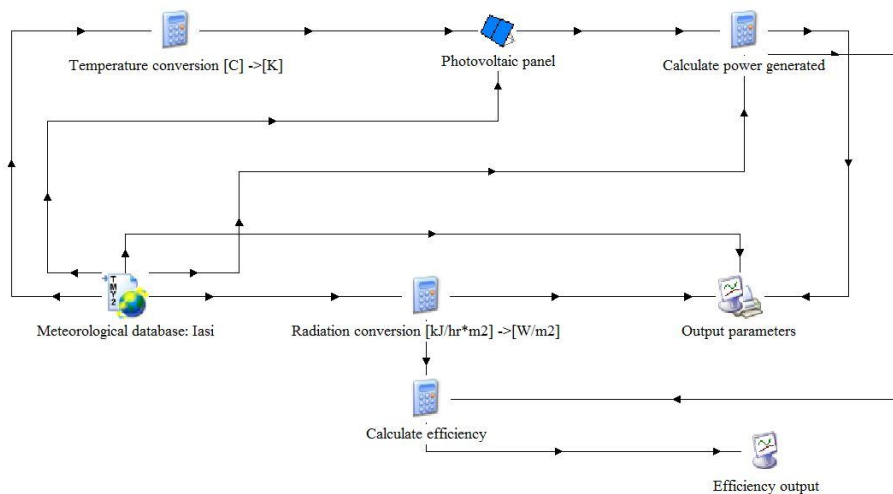 Temperature conversion [C] ->[K]
Photovoltaic panel
Calculate power generated
TMY2
Meteorological database: Iasi
Radiation conversion [kJ/hr*m2] ->[W/m2]
Output parameters
Calculate efficiency
Efficiency output